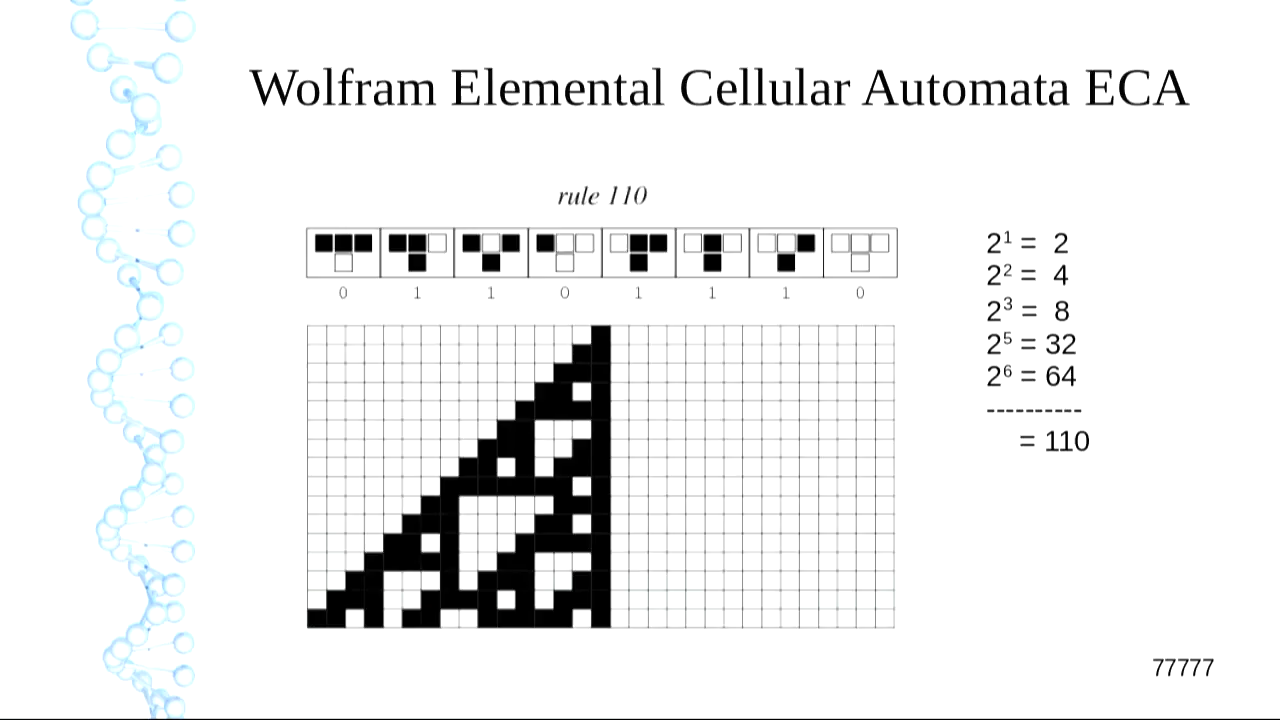 Wolfram Elemental Cellular Automata ECA
rule 110
0 1 1 0 1 1 1 0
2¹ = 2
2² = 4
2³ = 8
2⁵ = 32
2⁶ = 64
----------
= 110
77777